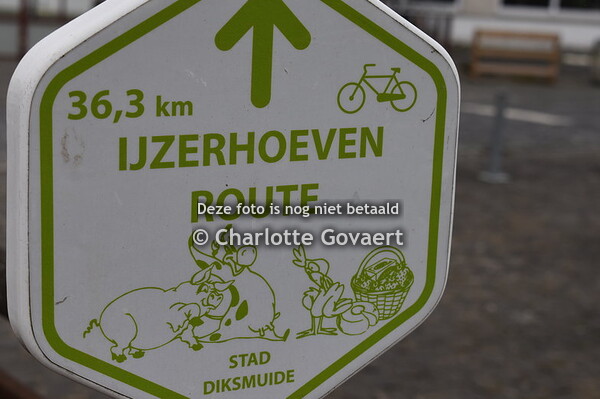 36,3 km
IJZERHOEVEN
ROUTE
Deze foto is nog niet betaald
© Charlotte Govaert
STAD
DIKSMUIDE